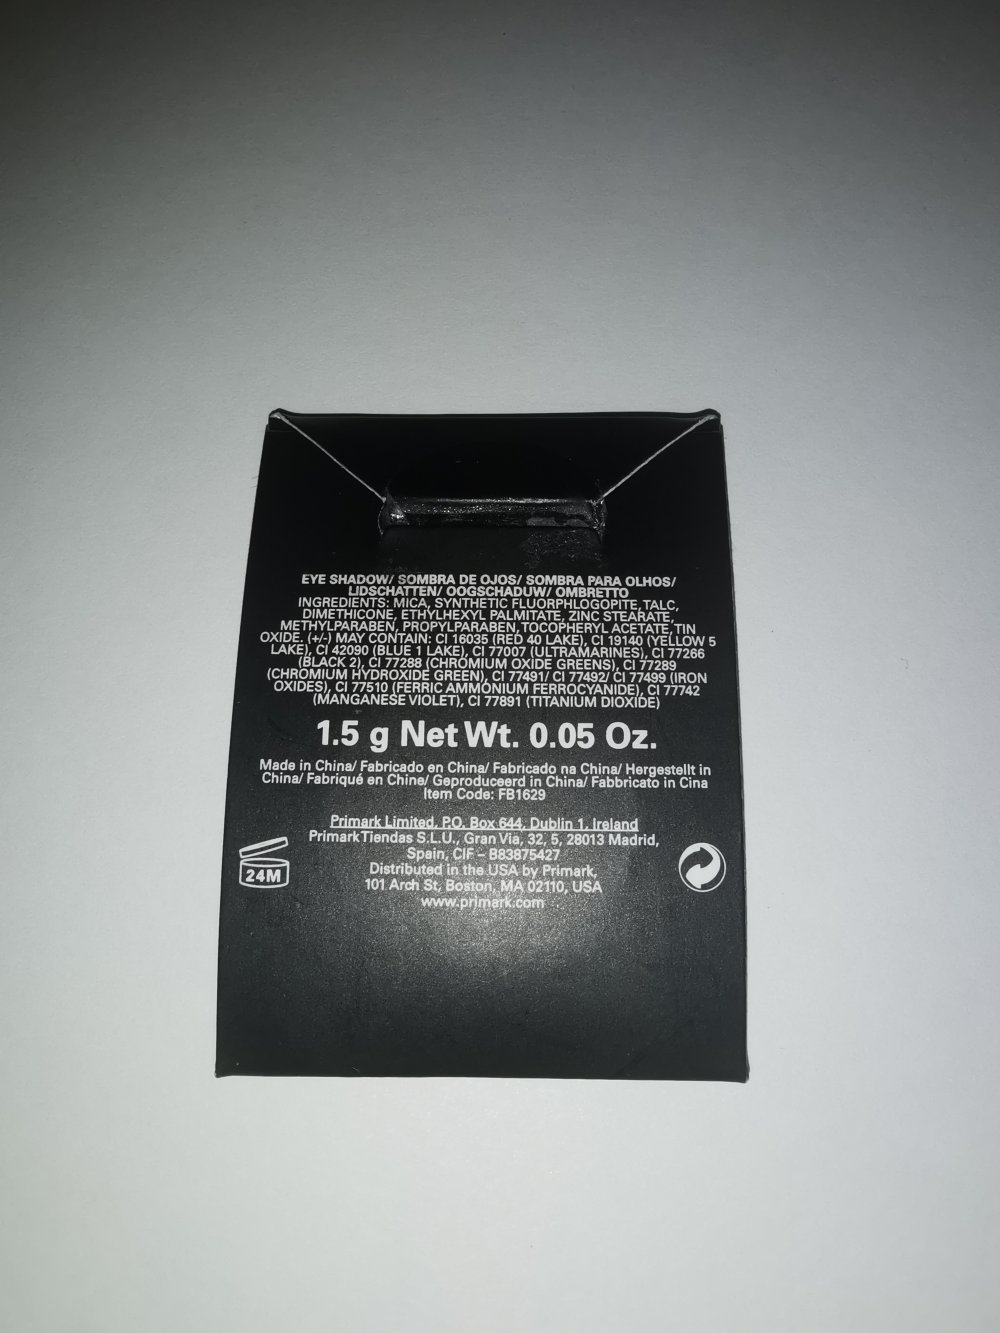 EYE SHADOW/ SOMBRA DE OJOS/ SOMBRA PARA OLHOS/
LIDSCHATTEN/ OOGSCHADUW/ OMBRETTO
INGREDIENTS: MICA, SYNTHETIC FLUORPHLOGOPITE, TALC,
DIMETHICONE, ETHYLHEXYL PALMITATE, ZINC STEARATE,
METHYLPARABEN, PROPYLPARABEN, TOCOPHERYL ACETATE, TIN
OXIDE. (+/-) MAY CONTAIN: CI 16035 (RED 40 LAKE), CI 19140 (YELLOW 5
LAKE), CI 42090 (BLUE 1 LAKE), CI 77007 (ULTRAMARINES), CI 77266
(BLACK 2), CI 77288 (CHROMIUM OXIDE GREENS), CI 77289
(CHROMIUM HYDROXIDE GREEN), CI 77491/ CI 77492/ CI 77499 (IRON
OXIDES), CI 77510 (FERRIC AMMONIUM FERROCYANIDE), CI 77742
(MANGANESE VIOLET), CI 77891 (TITANIUM DIOXIDE)
1.5 g Net Wt. 0.05 Oz.
Made in China/ Fabricado en China/ Fabricado na China/ Hergestellt in
China/ Fabriqué en Chine/ Geproduceerd in China/ Fabbricato in Cina
Item Code: FB1629
Primark Limited, P.O. Box 644, Dublin 1, Ireland
Primark Tiendas S.L.U., Gran Via, 32, 5, 28013 Madrid,
Spain, CIF – B83875427
Distributed in the USA by Primark,
101 Arch St, Boston, MA 02110, USA
www.primark.com
24M